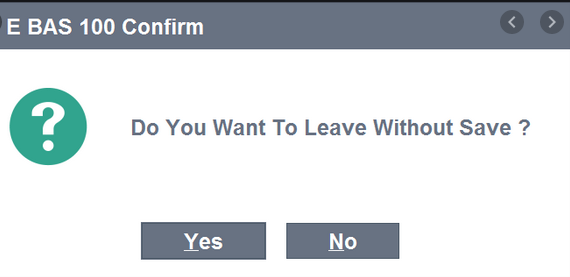 E BAS 100 Confirm
Do You Want To Leave Without Save ?
Yes
No